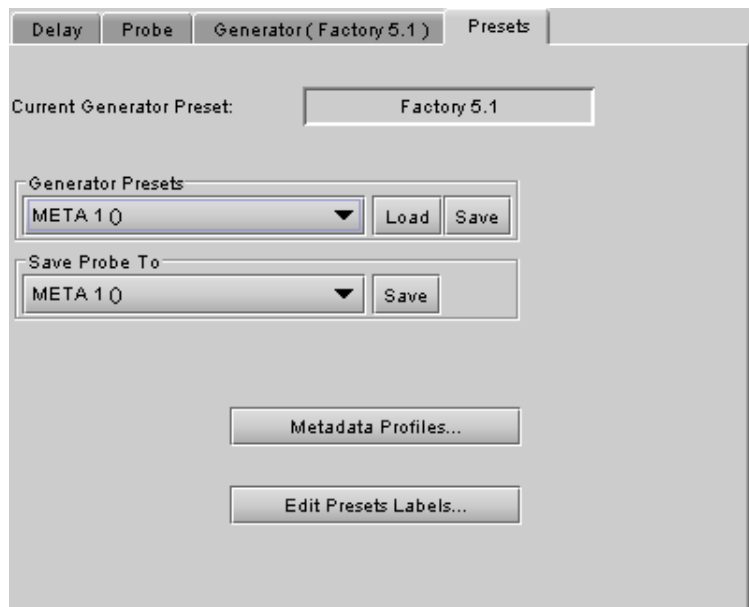 Delay Probe Generator ( Factory 5.1 ) Presets
Current Generator Preset: Factory 5.1
Generator Presets
META 1 () Load Save
Save Probe To
META 1 () Save
Metadata Profiles...
Edit Presets Labels...